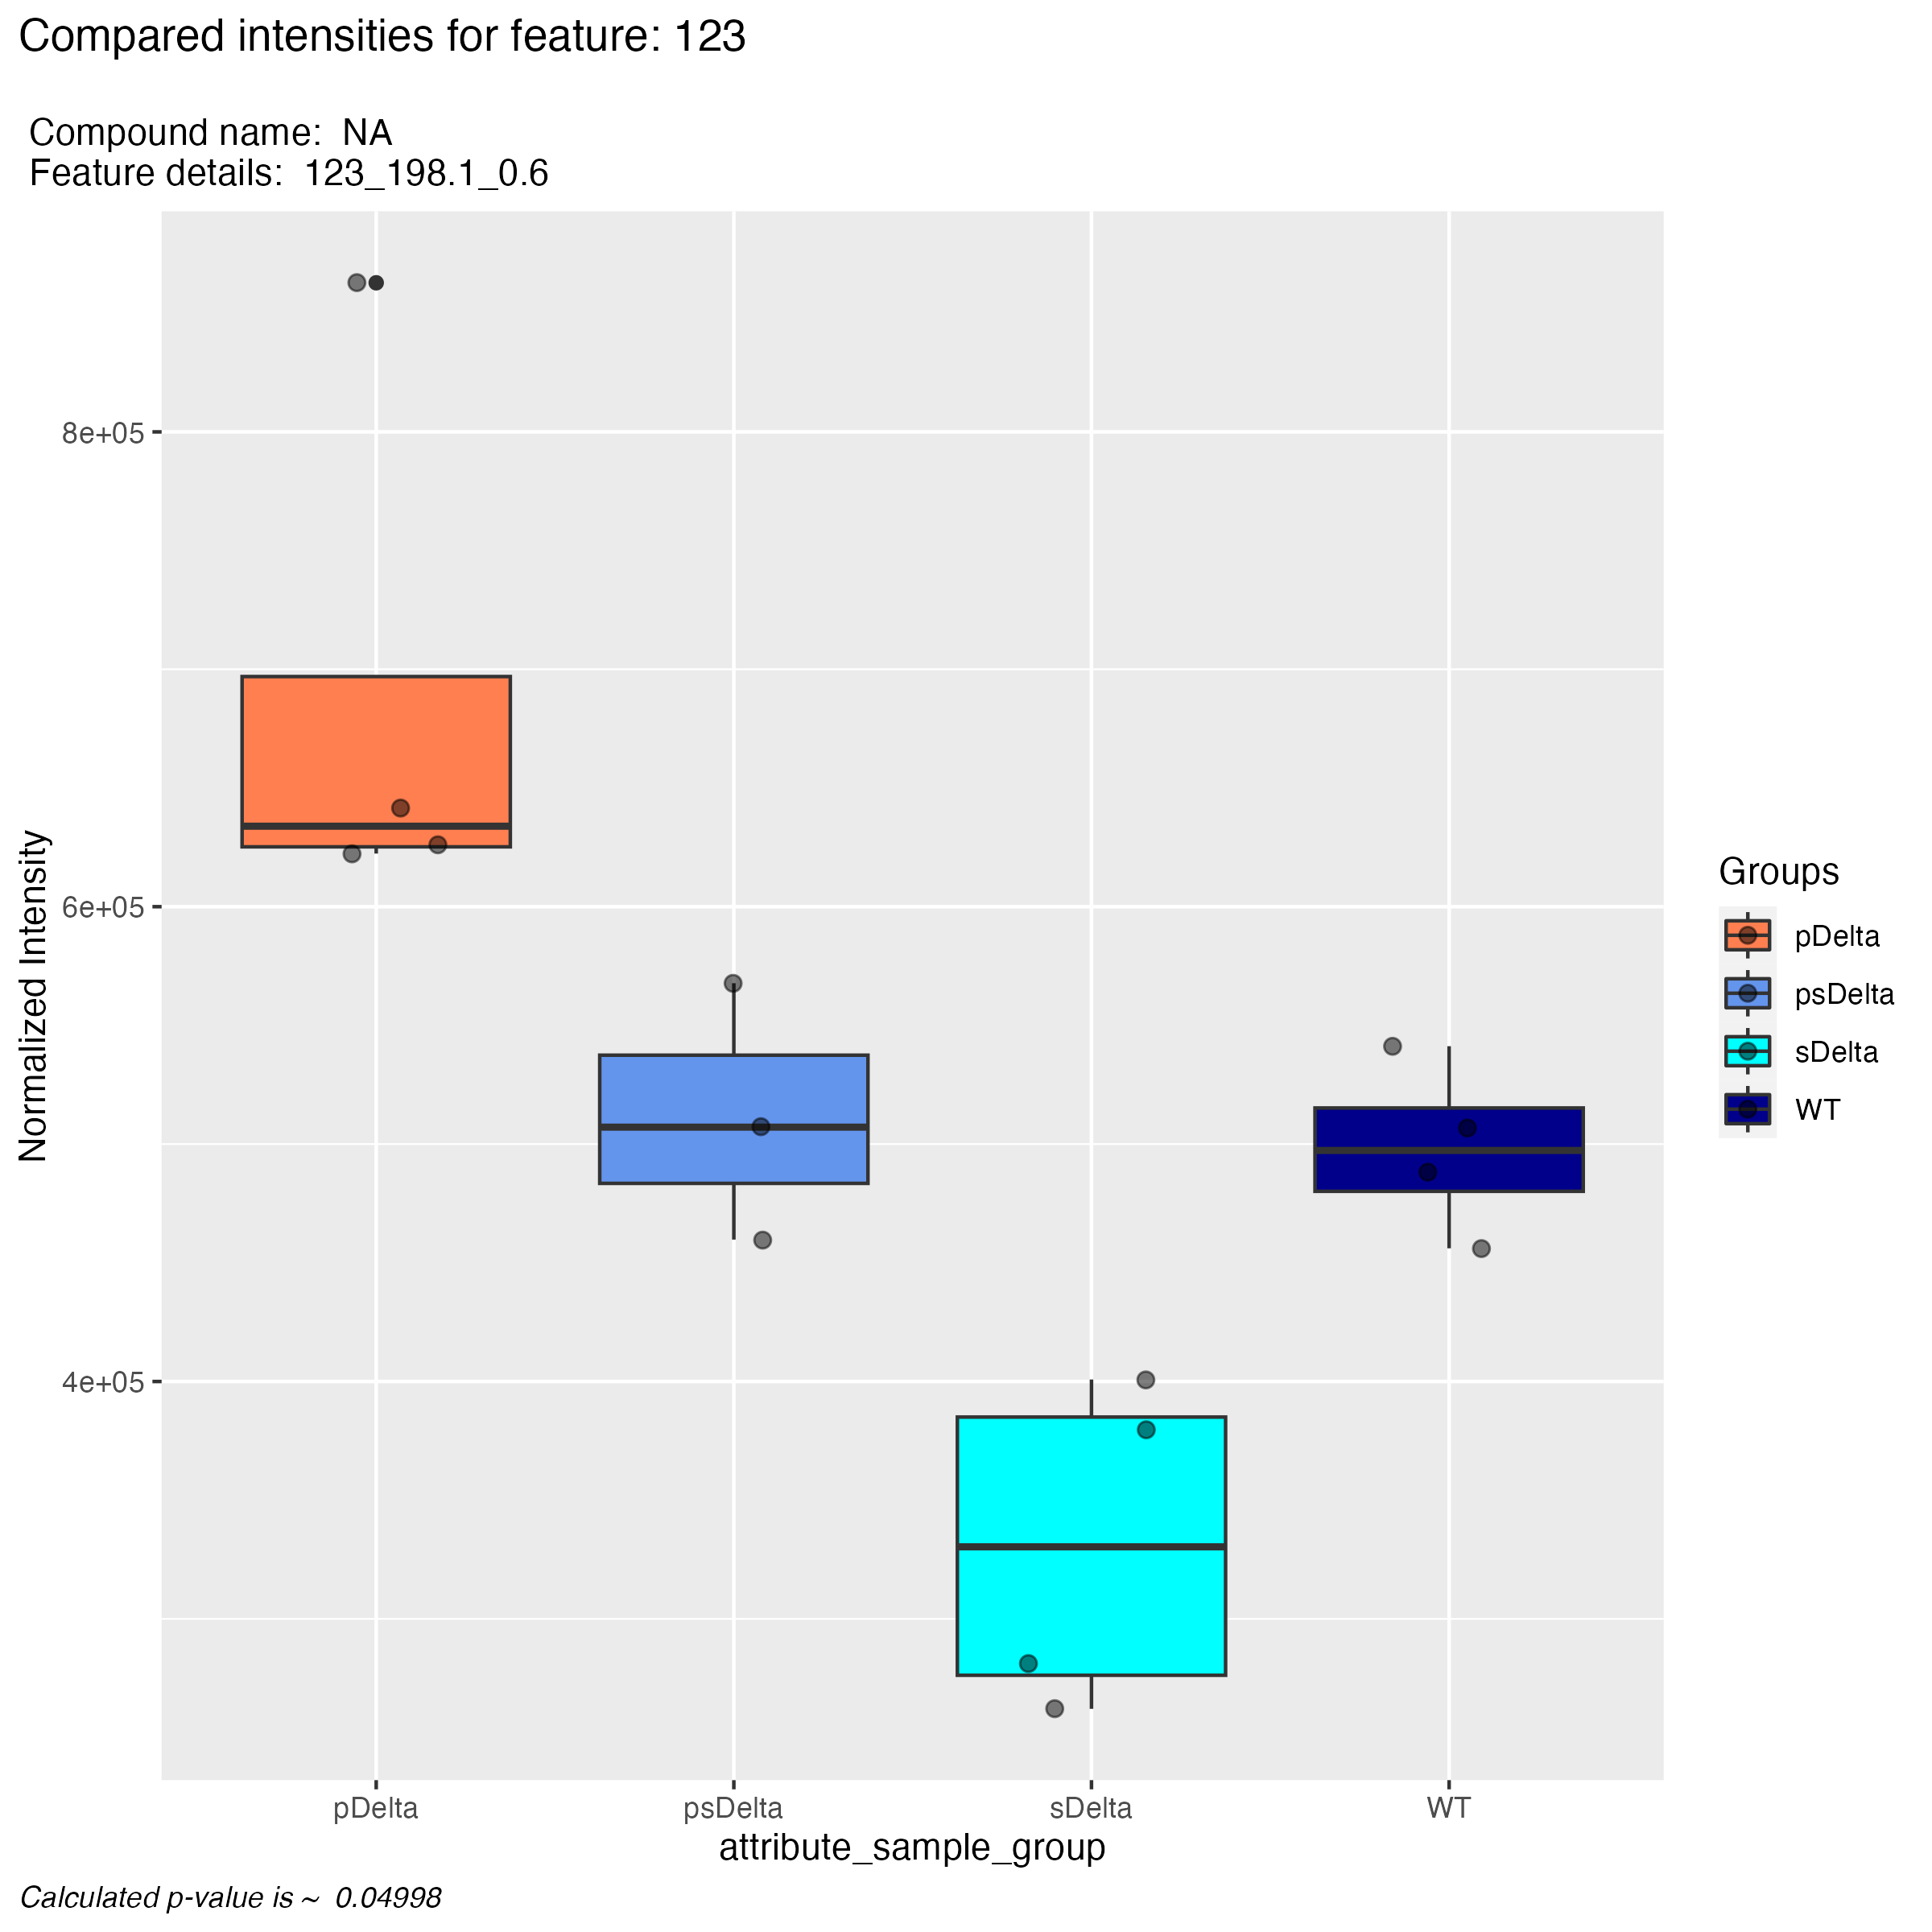 Compared intensities for feature: 123
Compound name:  NA
Feature details:  123_198.1_0.6
Normalized Intensity
8e+05
6e+05
4e+05
pDelta
psDelta
sDelta
WT
attribute_sample_group
Groups
pDelta
psDelta
sDelta
WT
Calculated p-value is ~  0.04998